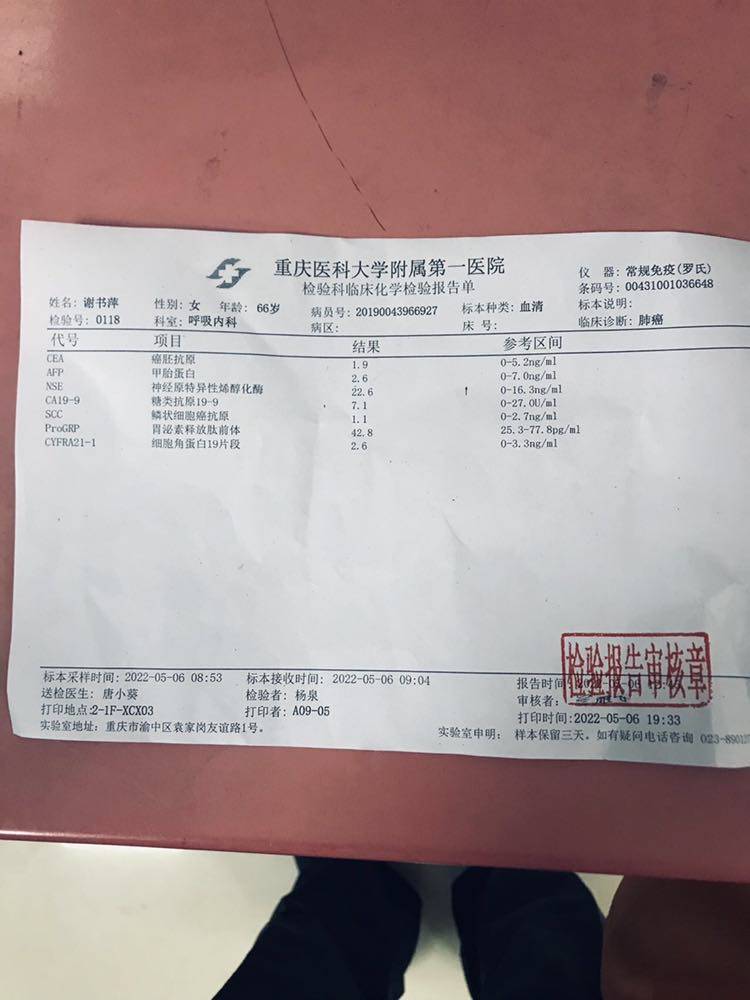 重庆医科大学附属第一医院
检验科临床化学检验报告单
仪 器: 常规免疫(罗氏)
条码号: 00431001036648
姓名: 谢书萍 性别: 女 年龄: 66岁 病员号: 20190043966927 标本种类: 血清 标本说明:
检验号: 0118 科室: 呼吸内科 病区: 床 号: 临床诊断: 肺癌
代号 项目 结果 参考区间
CEA 癌胚抗原 1.9 0-5.2ng/ml
AFP 甲胎蛋白 2.6 0-7.0ng/ml
NSE 神经原特异性烯醇化酶 22.6 ↑ 0-16.3ng/ml
CA19-9 糖类抗原19-9 7.1 0-27.0U/ml
SCC 鳞状细胞癌抗原 1.1 0-2.7ng/ml
ProGRP 胃泌素释放肽前体 42.8 25.3-77.8pg/ml
CYFRA21-1 细胞角蛋白19片段 2.6 0-3.3ng/ml
检验报告审核章
标本采样时间: 2022-05-06 08:53 标本接收时间: 2022-05-06 09:04 报告时间
送检医生: 唐小葵 检验者: 杨泉 审核者:
打印地点:2-1F-XCX03 打印者: A09-05 打印时间:2022-05-06 19:33
实验室地址: 重庆市渝中区袁家岗友谊路1号。 实验室申明: 样本保留三天。如有疑问电话咨询